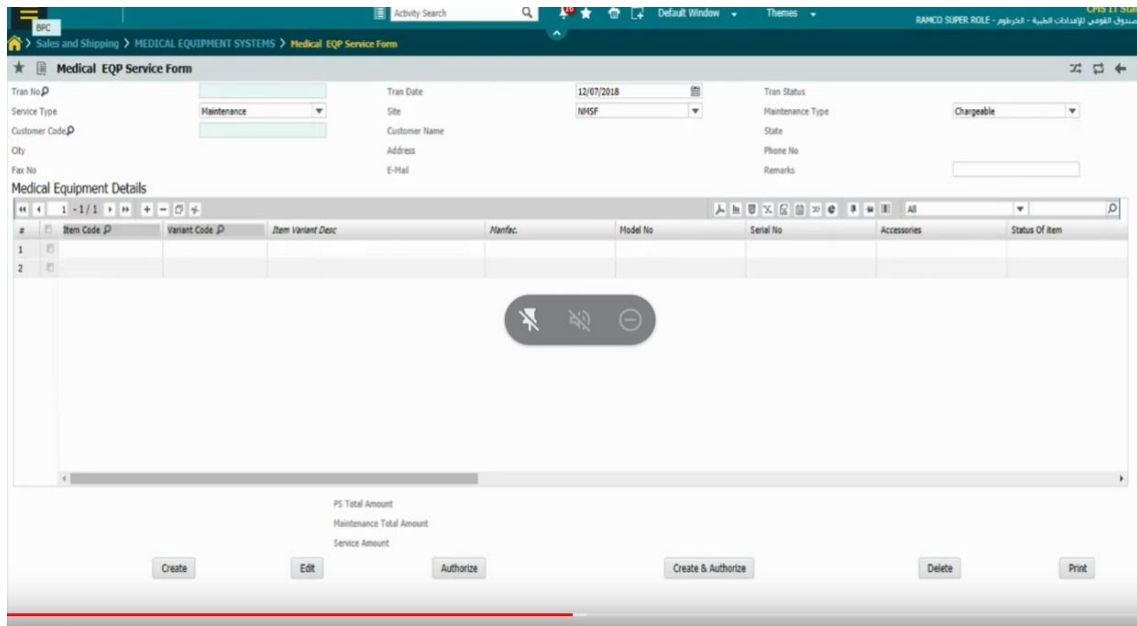 Activity Search
16
Default Window
Themes
BPC
RAMCO SUPER ROLE - صندوق القومي للإمدادات الطبية - الخرطوم
Sales and Shipping > MEDICAL EQUIPMENT SYSTEMS > Medical EQP Service Form
Medical EQP Service Form
Tran No Tran Date 12/07/2018 Tran Status
Service Type Maintenance Site NMSF Maintenance Type Chargeable
Customer Code Customer Name State
City Address Phone No
Fax No E-Mail Remarks
Medical Equipment Details
1 - 1 / 1 All
# Item Code Variant Code Item Variant Desc Manfac. Model No Serial No Accessories Status Of Item
1
2
PS Total Amount
Maintenance Total Amount
Service Amount
Create Edit Authorize Create & Authorize Delete Print